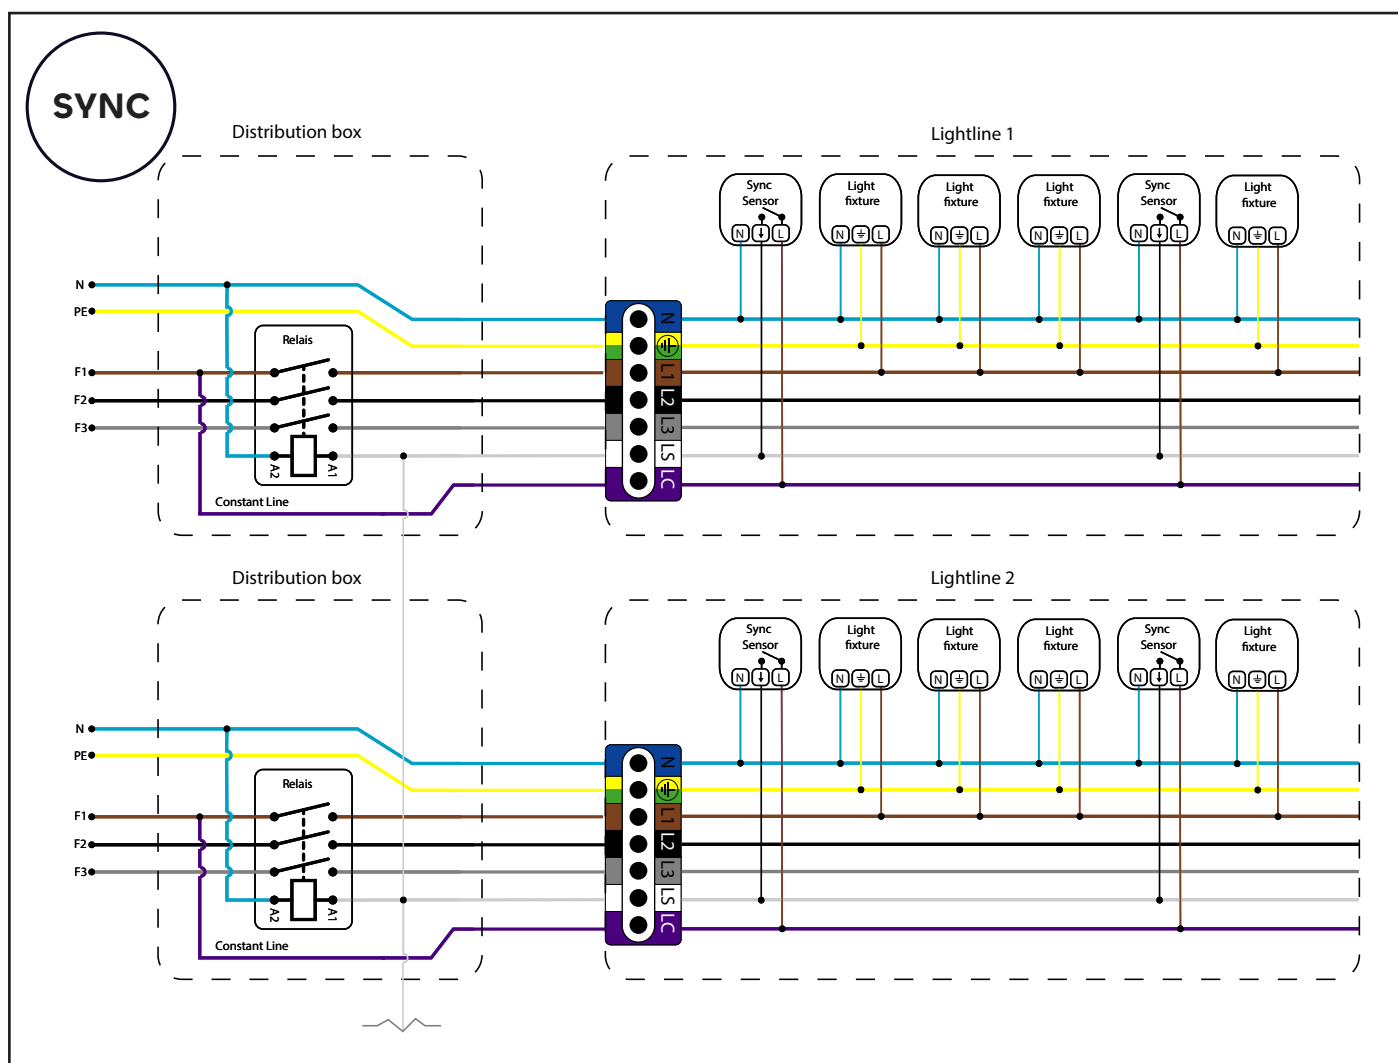 SYNC
Distribution box
Lightline 1
Sync
Sensor
N L
Light
fixture
N L
Light
fixture
N L
Light
fixture
N L
Sync
Sensor
N L
Light
fixture
N L
N
PE
F1
F2
F3
Relais
A2
A1
Constant Line
N
L1
L2
L3
LS
LC
Distribution box
Lightline 2
Sync
Sensor
N L
Light
fixture
N L
Light
fixture
N L
Light
fixture
N L
Sync
Sensor
N L
Light
fixture
N L
N
PE
F1
F2
F3
Relais
A2
A1
Constant Line
N
L1
L2
L3
LS
LC